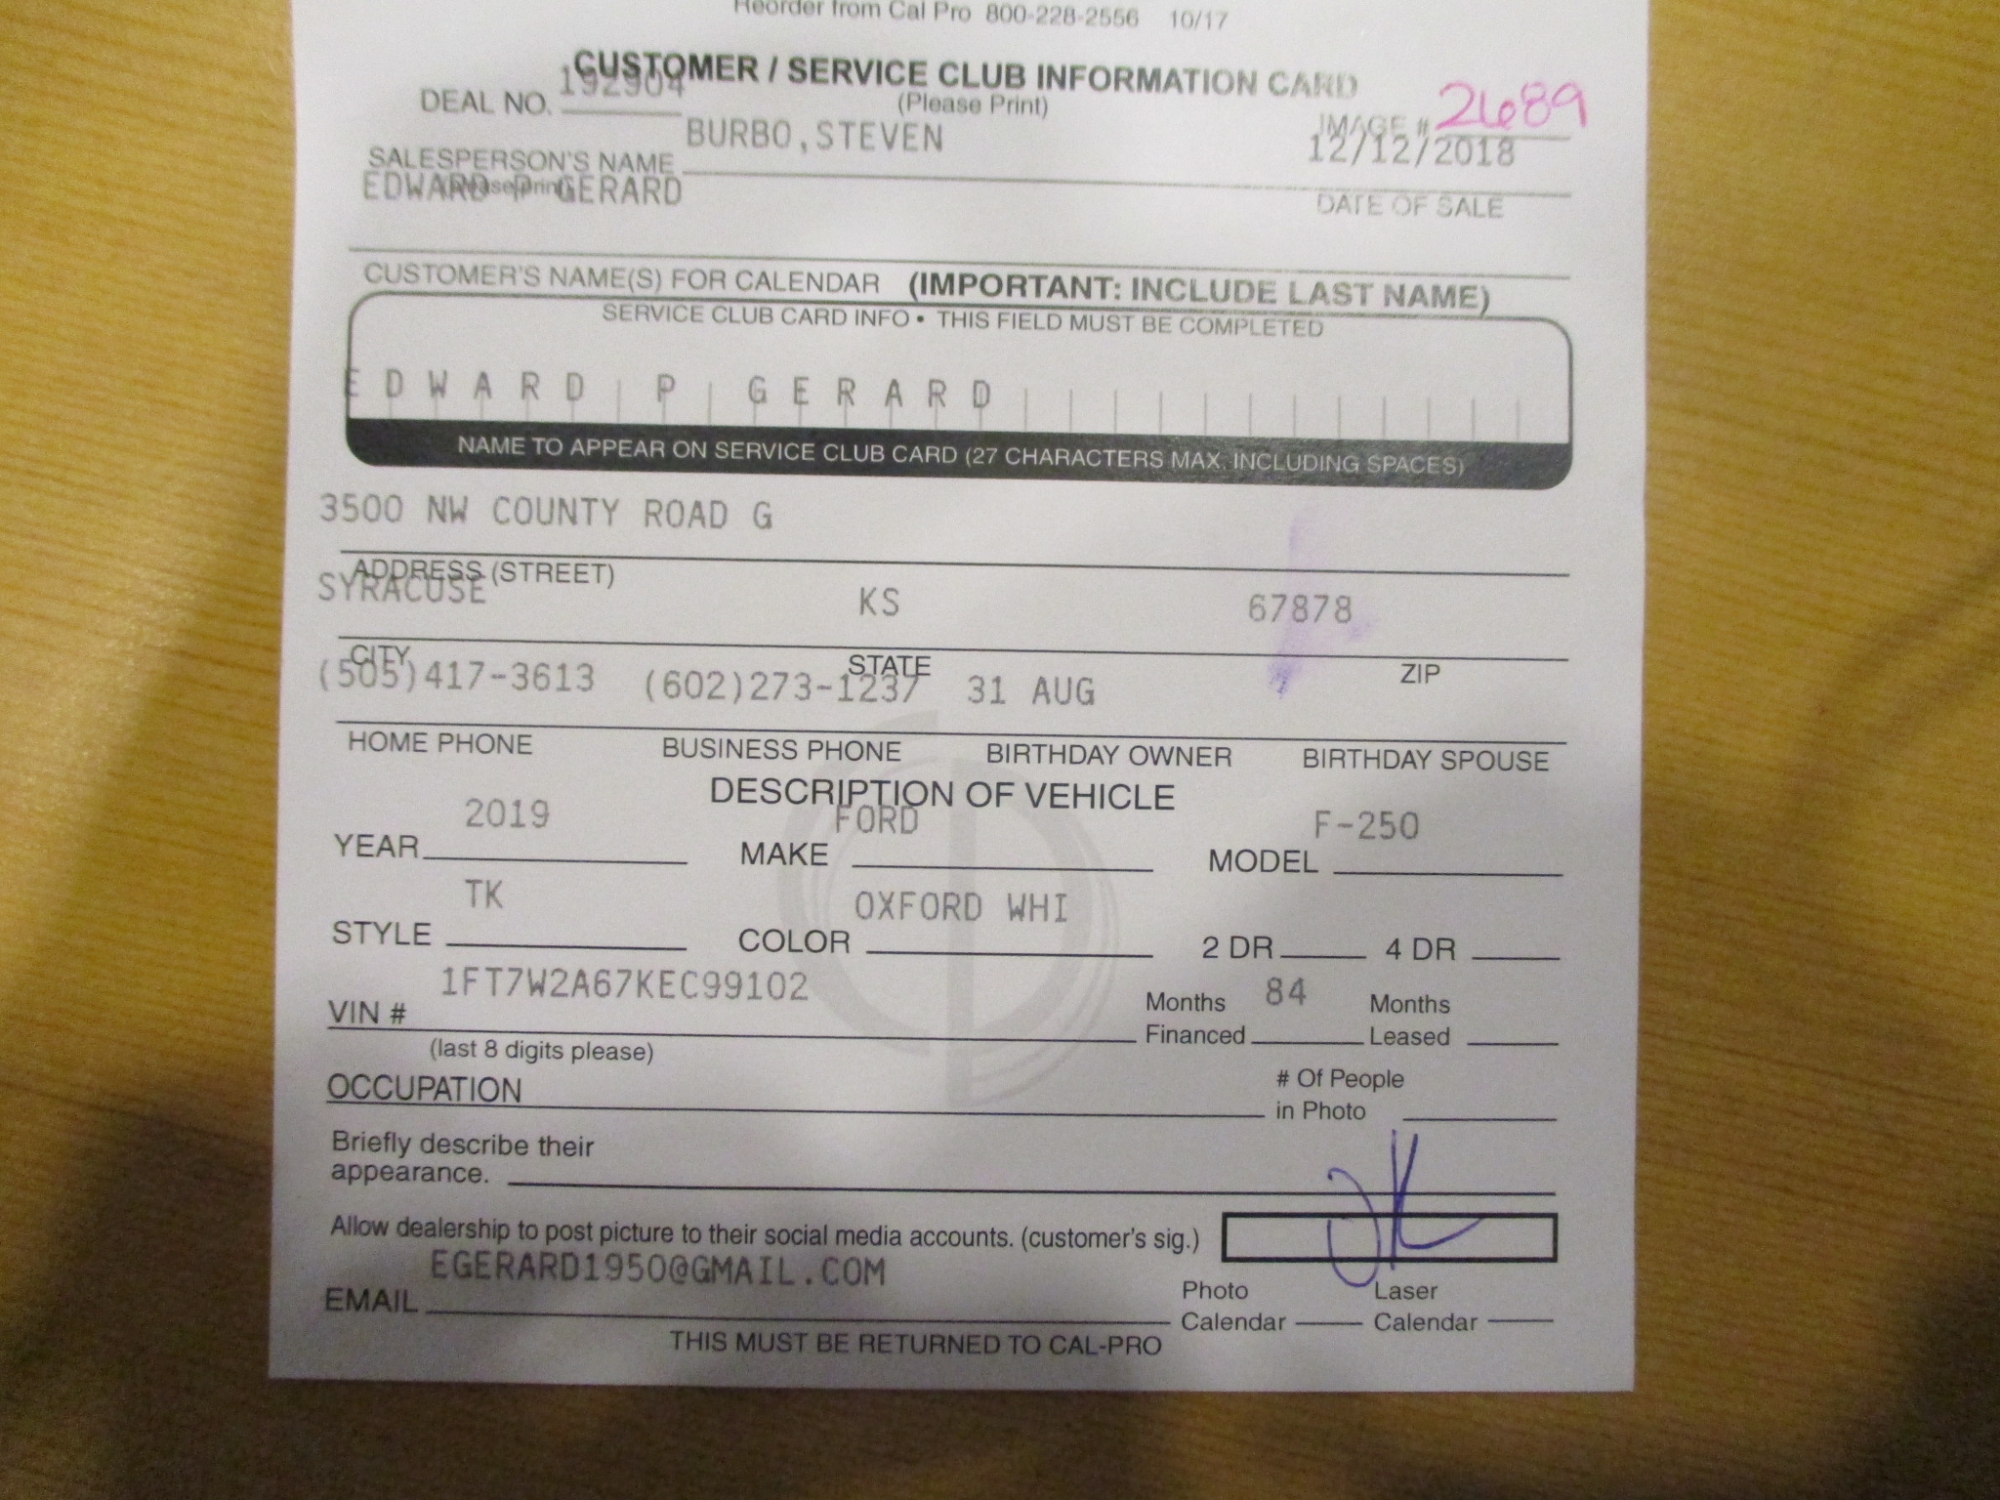 Reorder from Cal Pro 800-228-2556 10/17
CUSTOMER / SERVICE CLUB INFORMATION CARD
(Please Print)
DEAL NO. 192904
IMAGE # 2689
BURBO,STEVEN
12/12/2018
SALESPERSON'S NAME
(please print)
DATE OF SALE
EDWARD P GERARD
CUSTOMER'S NAME(S) FOR CALENDAR (IMPORTANT: INCLUDE LAST NAME)
SERVICE CLUB CARD INFO • THIS FIELD MUST BE COMPLETED
EDWARD P GERARD
NAME TO APPEAR ON SERVICE CLUB CARD (27 CHARACTERS MAX. INCLUDING SPACES)
3500 NW COUNTY ROAD G
ADDRESS (STREET)
SYRACUSE KS 67878
CITY STATE ZIP
(505)417-3613 (602)273-1237 31 AUG
HOME PHONE BUSINESS PHONE BIRTHDAY OWNER BIRTHDAY SPOUSE
DESCRIPTION OF VEHICLE
YEAR 2019 MAKE FORD MODEL F-250
STYLE TK COLOR OXFORD WHI 2 DR 4 DR
VIN # 1FT7W2A67KEC99102 Months Financed 84 Months Leased
(last 8 digits please)
OCCUPATION # Of People in Photo
Briefly describe their
appearance.
Allow dealership to post picture to their social media accounts. (customer's sig.)
EMAIL EGERARD1950@GMAIL.COM Photo Calendar Laser Calendar
THIS MUST BE RETURNED TO CAL-PRO